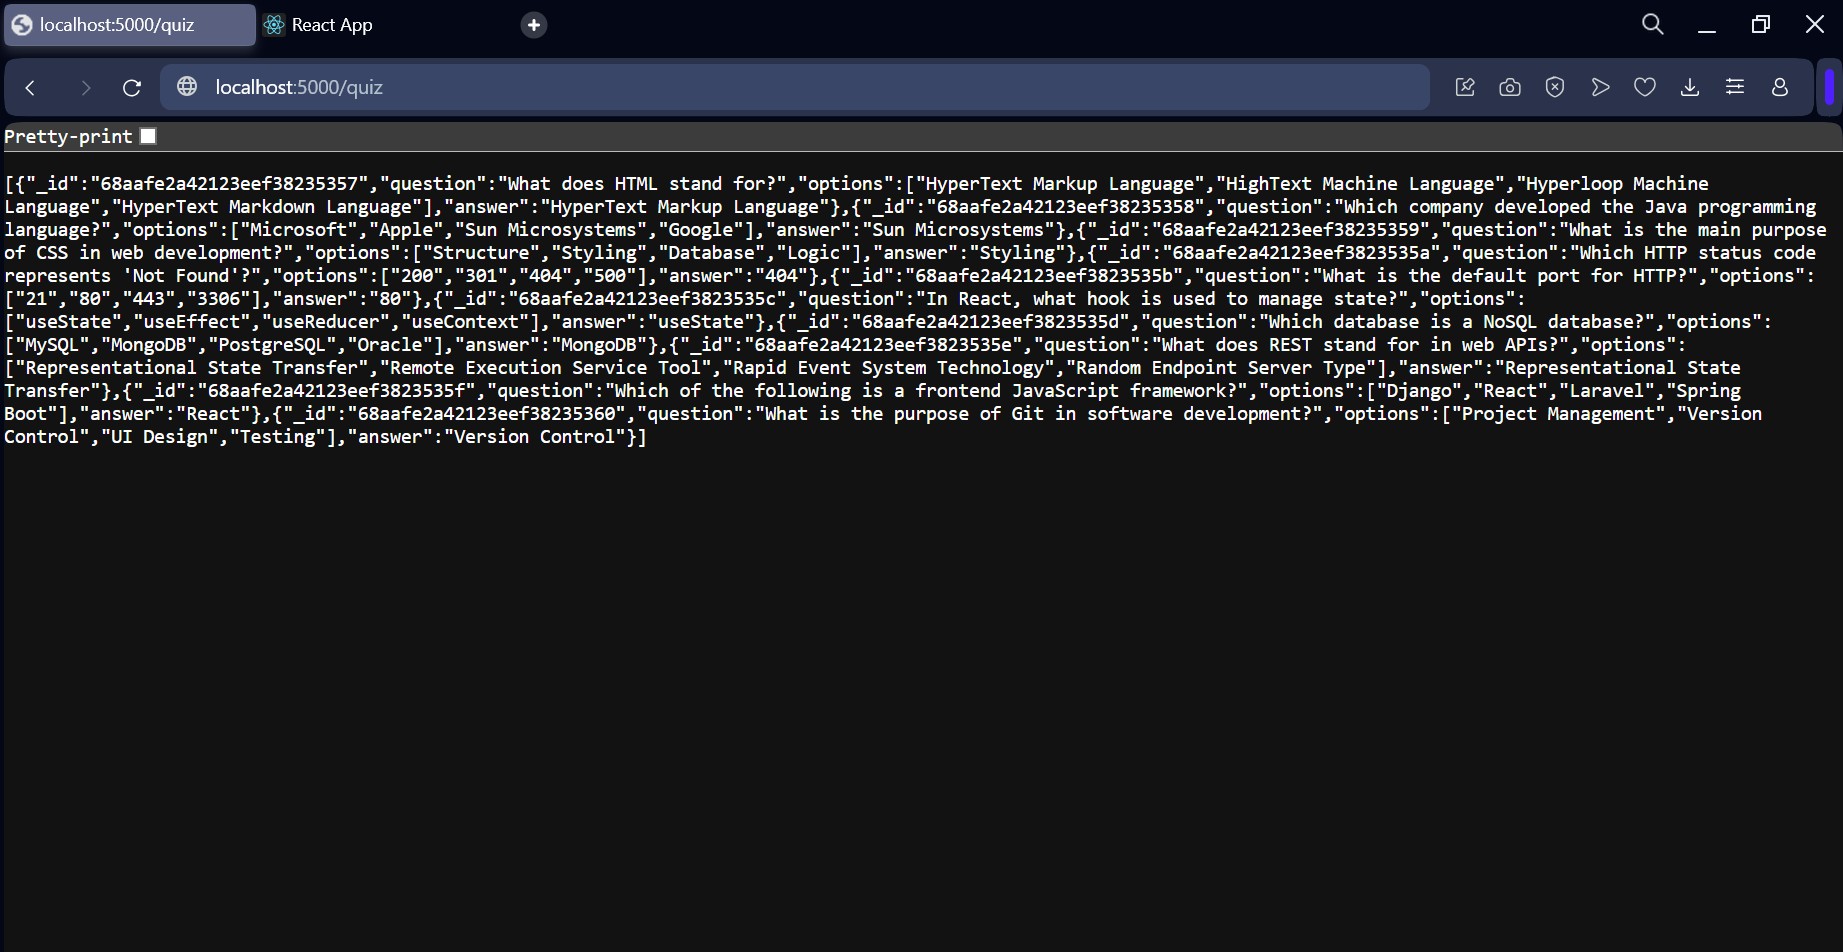 localhost:5000/quiz
React App
localhost:5000/quiz
Pretty-print
[{"_id":"68aafe2a42123eef38235357","question":"What does HTML stand for?","options":["HyperText Markup Language","HighText Machine Language","Hyperloop Machine
Language","HyperText Markdown Language"],"answer":"HyperText Markup Language"},{"_id":"68aafe2a42123eef38235358","question":"Which company developed the Java programming
language?","options":["Microsoft","Apple","Sun Microsystems","Google"],"answer":"Sun Microsystems"},{"_id":"68aafe2a42123eef38235359","question":"What is the main purpose
of CSS in web development?","options":["Structure","Styling","Database","Logic"],"answer":"Styling"},{"_id":"68aafe2a42123eef3823535a","question":"Which HTTP status code
represents 'Not Found'?","options":["200","301","404","500"],"answer":"404"},{"_id":"68aafe2a42123eef3823535b","question":"What is the default port for HTTP?","options":
["21","80","443","3306"],"answer":"80"},{"_id":"68aafe2a42123eef3823535c","question":"In React, what hook is used to manage state?","options":
["useState","useEffect","useReducer","useContext"],"answer":"useState"},{"_id":"68aafe2a42123eef3823535d","question":"Which database is a NoSQL database?","options":
["MySQL","MongoDB","PostgreSQL","Oracle"],"answer":"MongoDB"},{"_id":"68aafe2a42123eef3823535e","question":"What does REST stand for in web APIs?","options":
["Representational State Transfer","Remote Execution Service Tool","Rapid Event System Technology","Random Endpoint Server Type"],"answer":"Representational State
Transfer"},{"_id":"68aafe2a42123eef3823535f","question":"Which of the following is a frontend JavaScript framework?","options":["Django","React","Laravel","Spring
Boot"],"answer":"React"},{"_id":"68aafe2a42123eef38235360","question":"What is the purpose of Git in software development?","options":["Project Management","Version
Control","UI Design","Testing"],"answer":"Version Control"}]